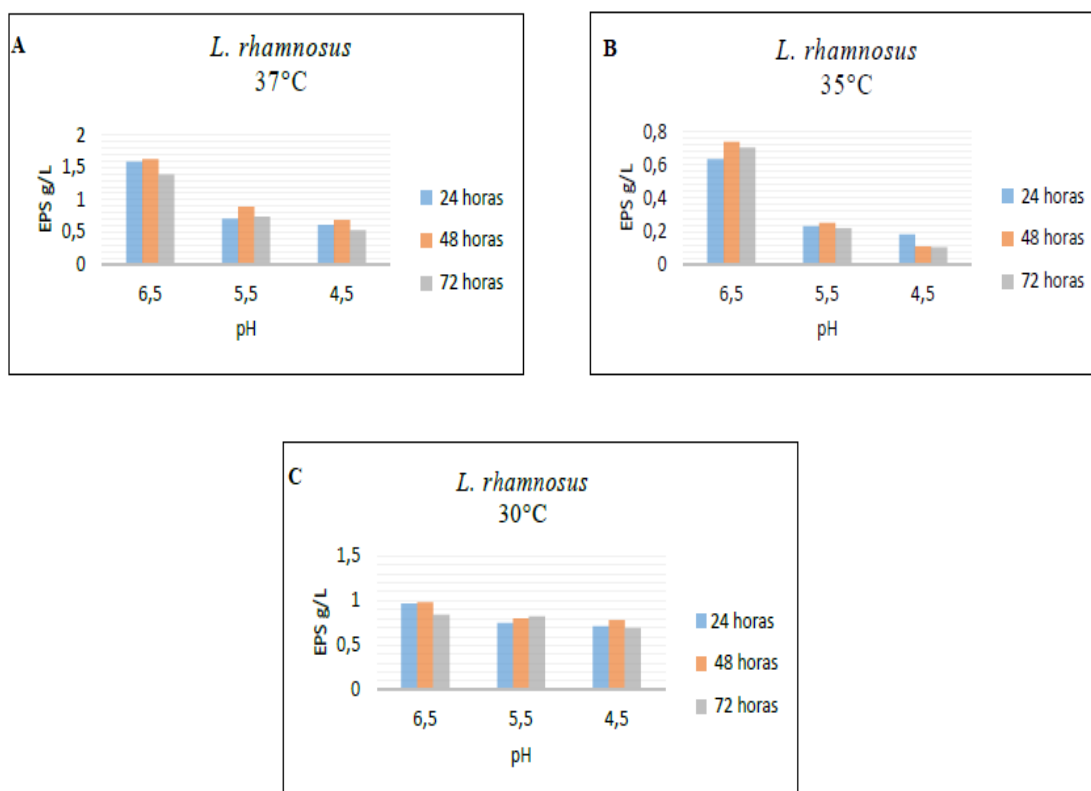 A
L. rhamnosus
37°C
EPS g/L
2
1,5
1
0,5
0
6,5 5,5 4,5
pH
24 horas
48 horas
72 horas
B
L. rhamnosus
35°C
EPS g/L
0,8
0,6
0,4
0,2
0
6,5 5,5 4,5
pH
24 horas
48 horas
72 horas
C
L. rhamnosus
30°C
EPS g/L
1,5
1
0,5
0
6,5 5,5 4,5
pH
24 horas
48 horas
72 horas